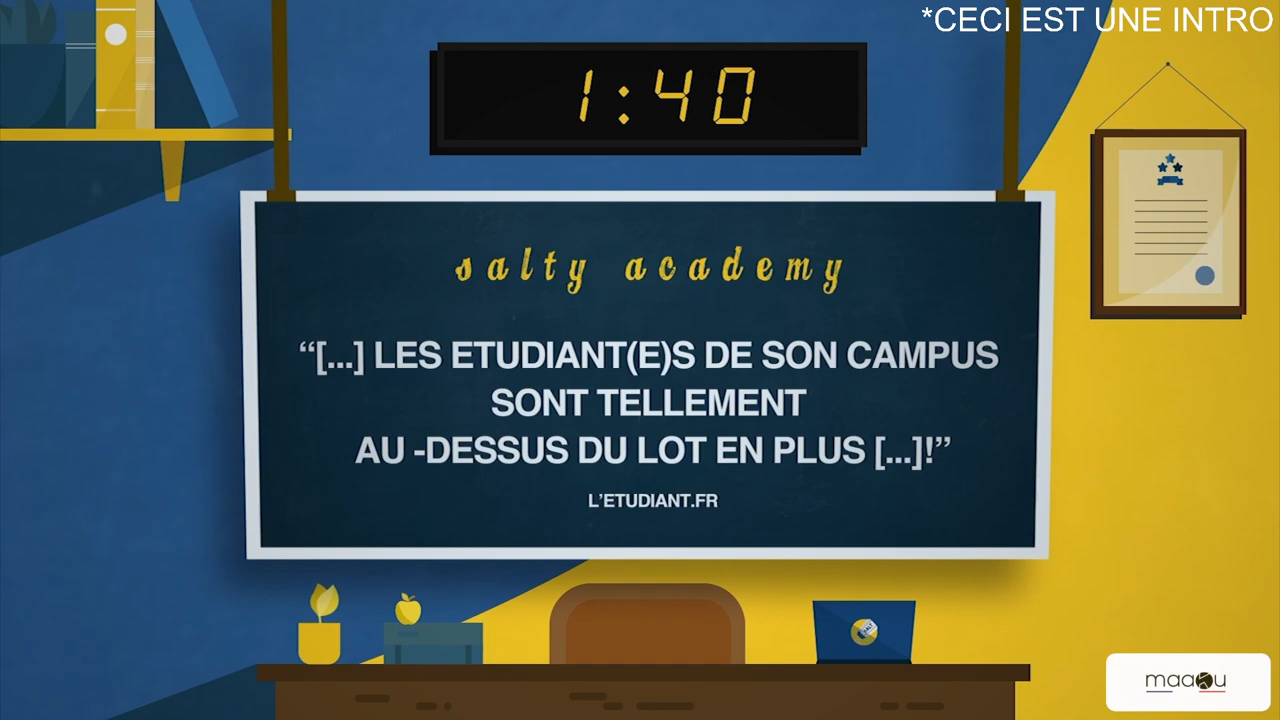 *CECI EST UNE INTRO
1:40
salty academy
“[...] LES ETUDIANT(E)S DE SON CAMPUS
SONT TELLEMENT
AU -DESSUS DU LOT EN PLUS [...]!”
L’ETUDIANT.FR
maaku